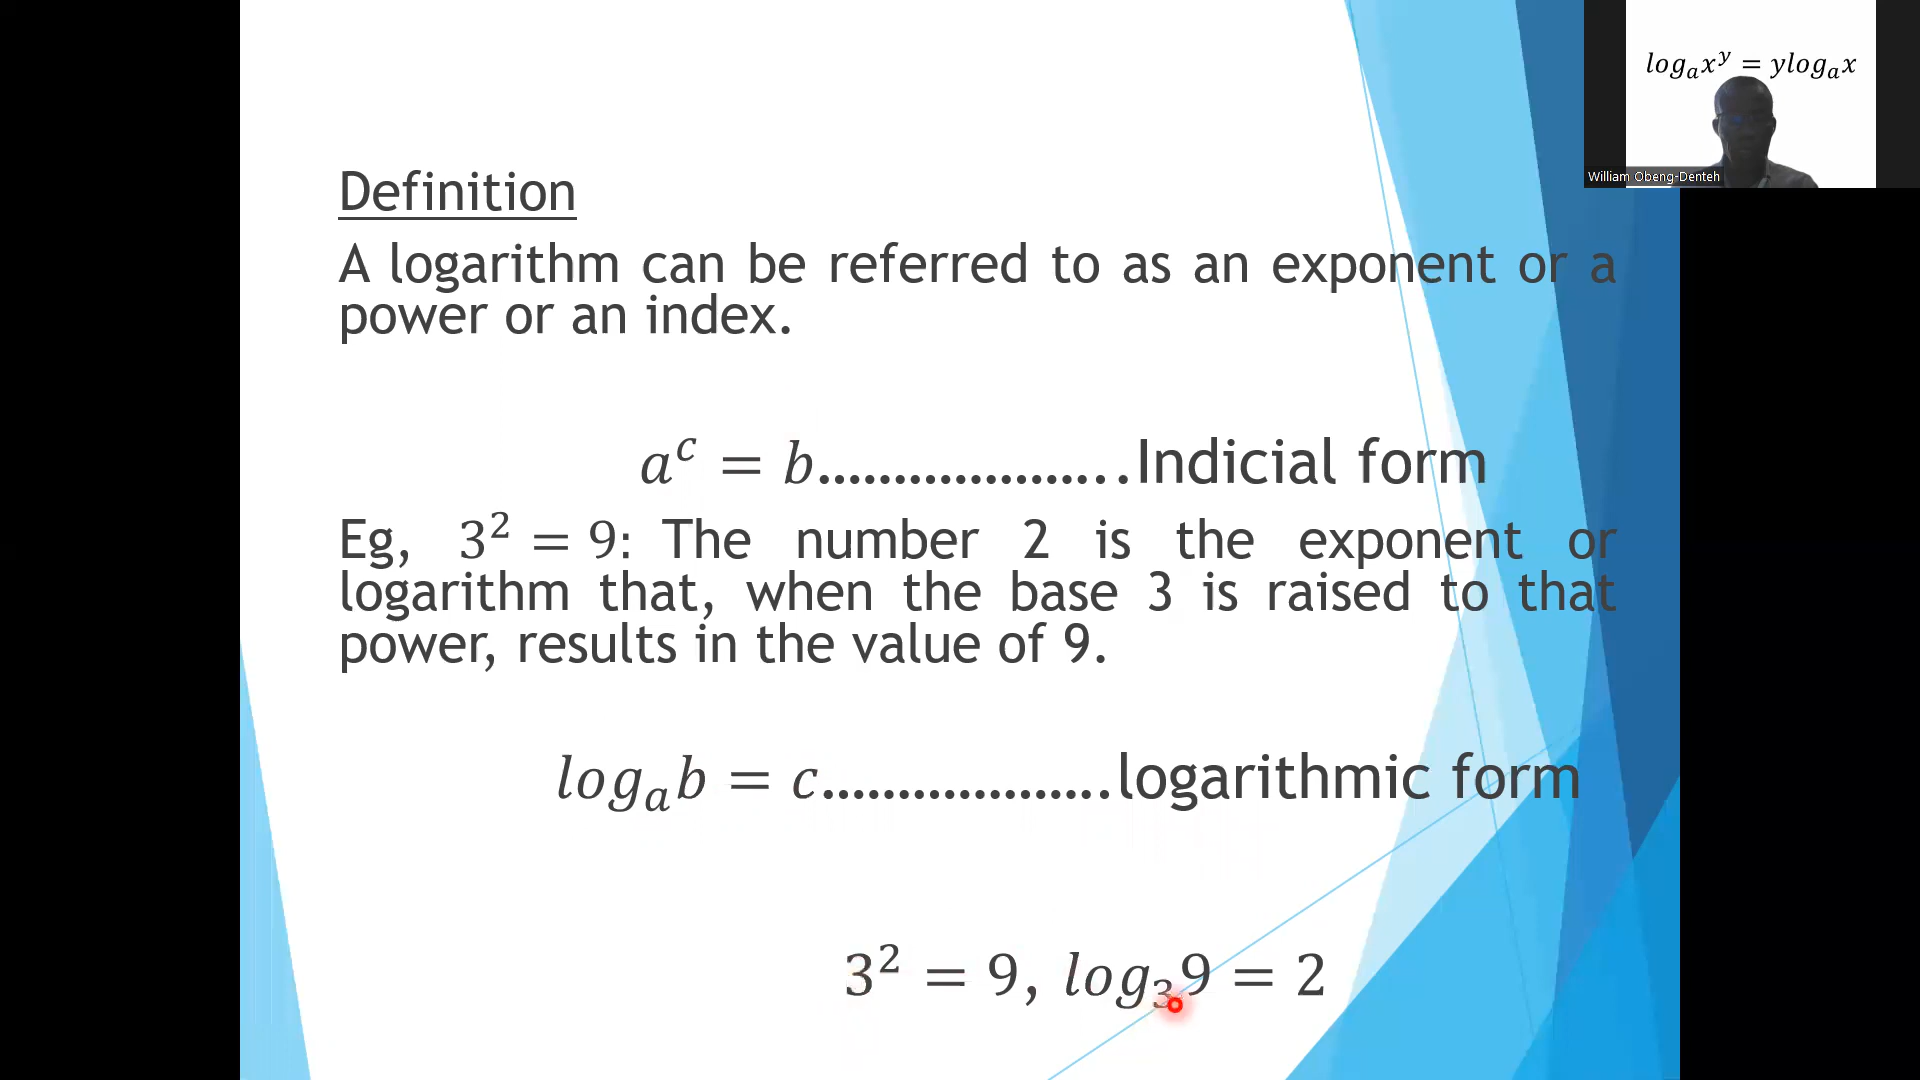 logₐxʸ = ylogₐx
William Obeng-Denteh
Definition
A logarithm can be referred to as an exponent or a
power or an index.
aᶜ = b………………..Indicial form
Eg, 3² = 9: The number 2 is the exponent or
logarithm that, when the base 3 is raised to that
power, results in the value of 9.
logₐb = c……………….logarithmic form
3² = 9, log₃9 = 2